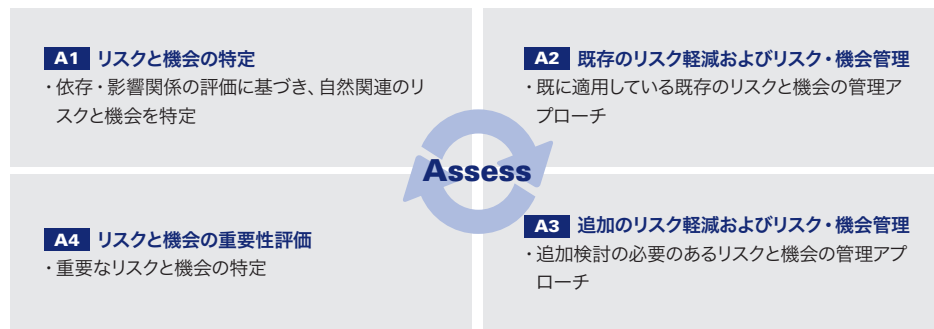 A1 リスクと機会の特定
・依存・影響関係の評価に基づき、自然関連のリ
スクと機会を特定
A2 既存のリスク軽減およびリスク・機会管理
・既に適用している既存のリスクと機会の管理ア
プローチ
Assess
A4 リスクと機会の重要性評価
・重要なリスクと機会の特定
A3 追加のリスク軽減およびリスク・機会管理
・追加検討の必要のあるリスクと機会の管理アプ
ローチ